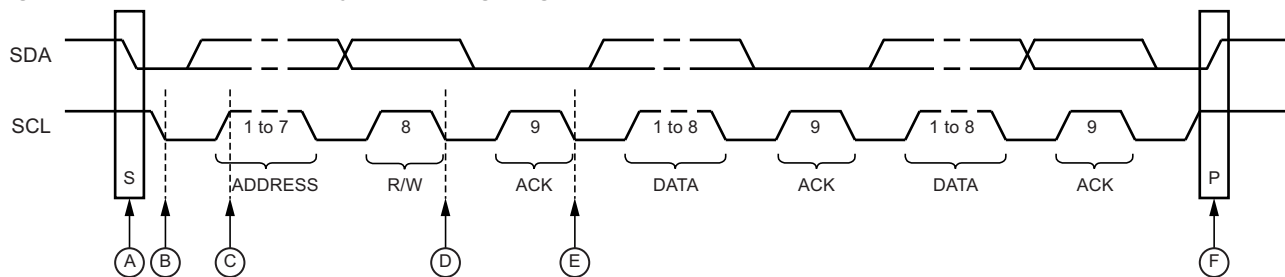 SDA
SCL
1 to 7 8 9 1 to 8 9 1 to 8 9
S ADDRESS R/W ACK DATA ACK DATA ACK P
A B C D E F